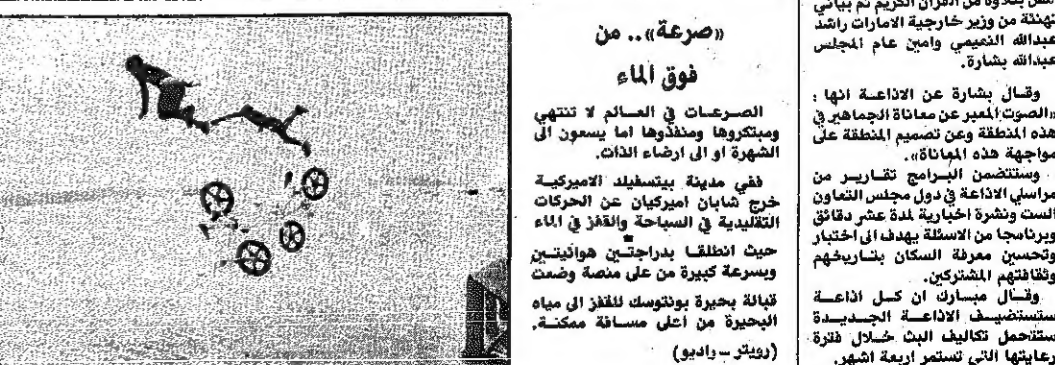 «صرعة».. من
فوق الماء
الصرعات في العالم لا تنتهي
ومبتكروها ومنفذوها اما يسعون الى
الشهرة او الى ارضاء الذات.
ففي مدينة بيتسفيلد الاميركية
خرج شابان اميركيان عن الحركات
التقليدية في السباحة والقفز في الماء
حيث انطلقا بدراجتين هوائيتين
وبسرعة كبيرة من على منصة وضعت
قبالة بحيرة بونتوسك للقفز الى مياه
البحيرة من اعلى مسافة ممكنة.
(رويتر – راديو)
بتلاوة من القرآن الكريم ثم بياني
تهنئة من وزير خارجية الامارات راشد
عبدالله النعيمي وامين عام المجلس
عبدالله بشارة.
وقال بشارة عن الاذاعة انها :
«الصوت المعبر عن معاناة الجماهير في
هذه المنطقة وعن تصميم المنطقة على
مواجهة هذه المعاناة».
وستتضمن البرامج تقارير من
مراسلي الاذاعة في دول مجلس التعاون
الست ونشرة اخبارية لمدة عشر دقائق
وبرنامجا من الاسئلة يهدف الى اختبار
وتحسين معرفة السكان بتاريخهم
وثقافتهم المشتركين.
وقال مبارك ان كل اذاعة
ستستضيف الاذاعة الجديدة
ستتحمل تكاليف البث خلال فترة
رعايتها التي تستمر اربعة اشهر.